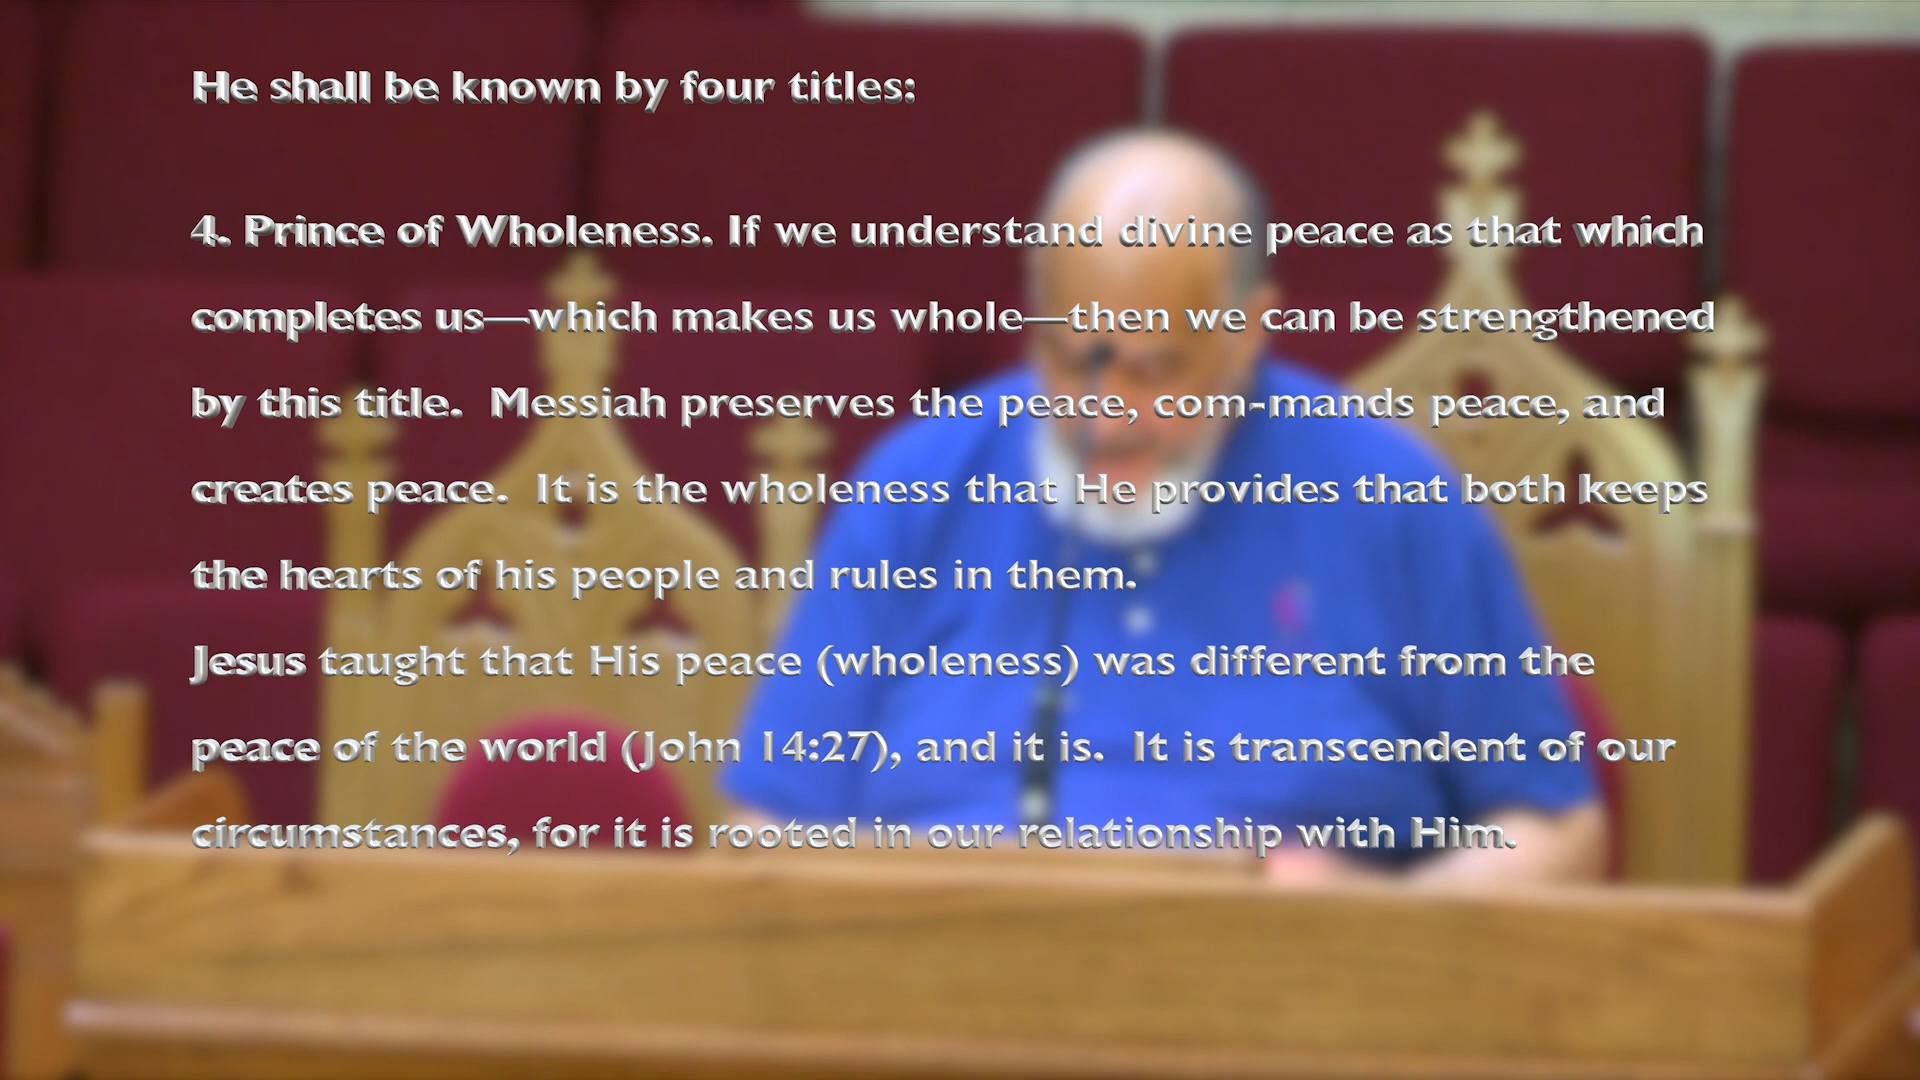 He shall be known by four titles:
4. Prince of Wholeness. If we understand divine peace as that which
completes us—which makes us whole—then we can be strengthened
by this title.  Messiah preserves the peace, com-mands peace, and
creates peace.  It is the wholeness that He provides that both keeps
the hearts of his people and rules in them.
Jesus taught that His peace (wholeness) was different from the
peace of the world (John 14:27), and it is.  It is transcendent of our
circumstances, for it is rooted in our relationship with Him.